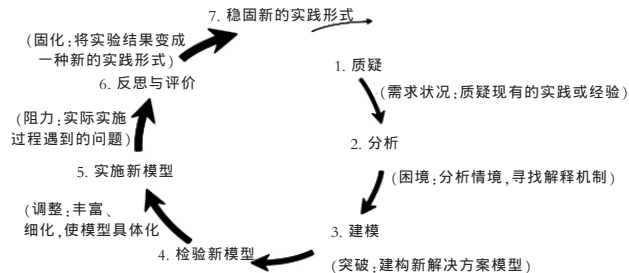 7. 稳固新的实践形式
(固化:将实验结果变成
一种新的实践形式)
6. 反思与评价
(阻力:实际实施
过程遇到的问题)
5. 实施新模型
(调整:丰富、
细化,使模型具体化
4. 检验新模型
1. 质疑
(需求状况:质疑现有的实践或经验)
2. 分析
(困境:分析情境,寻找解释机制)
3. 建模
(突破:建构新解决方案模型)